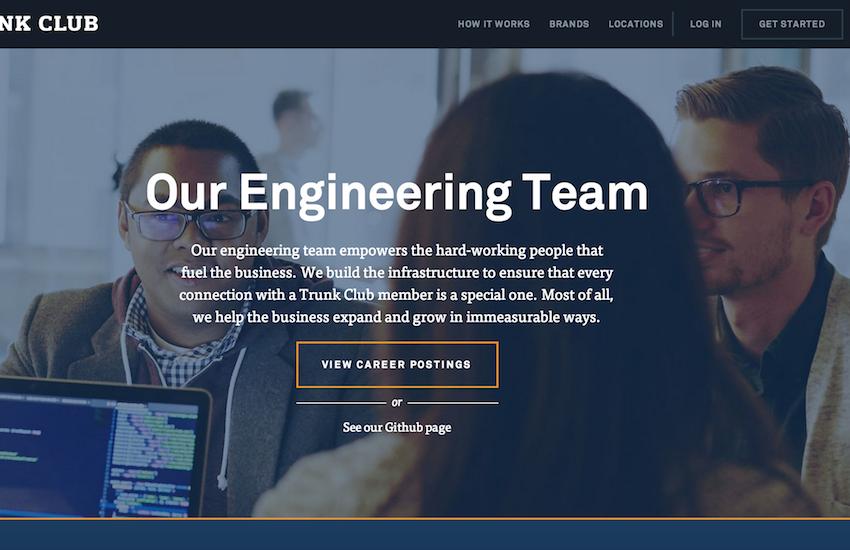 NK CLUB
HOW IT WORKS BRANDS LOCATIONS LOG IN GET STARTED
Our Engineering Team
Our engineering team empowers the hard-working people that
fuel the business. We build the infrastructure to ensure that every
connection with a Trunk Club member is a special one. Most of all,
we help the business expand and grow in immeasurable ways.
VIEW CAREER POSTINGS
or
See our Github page